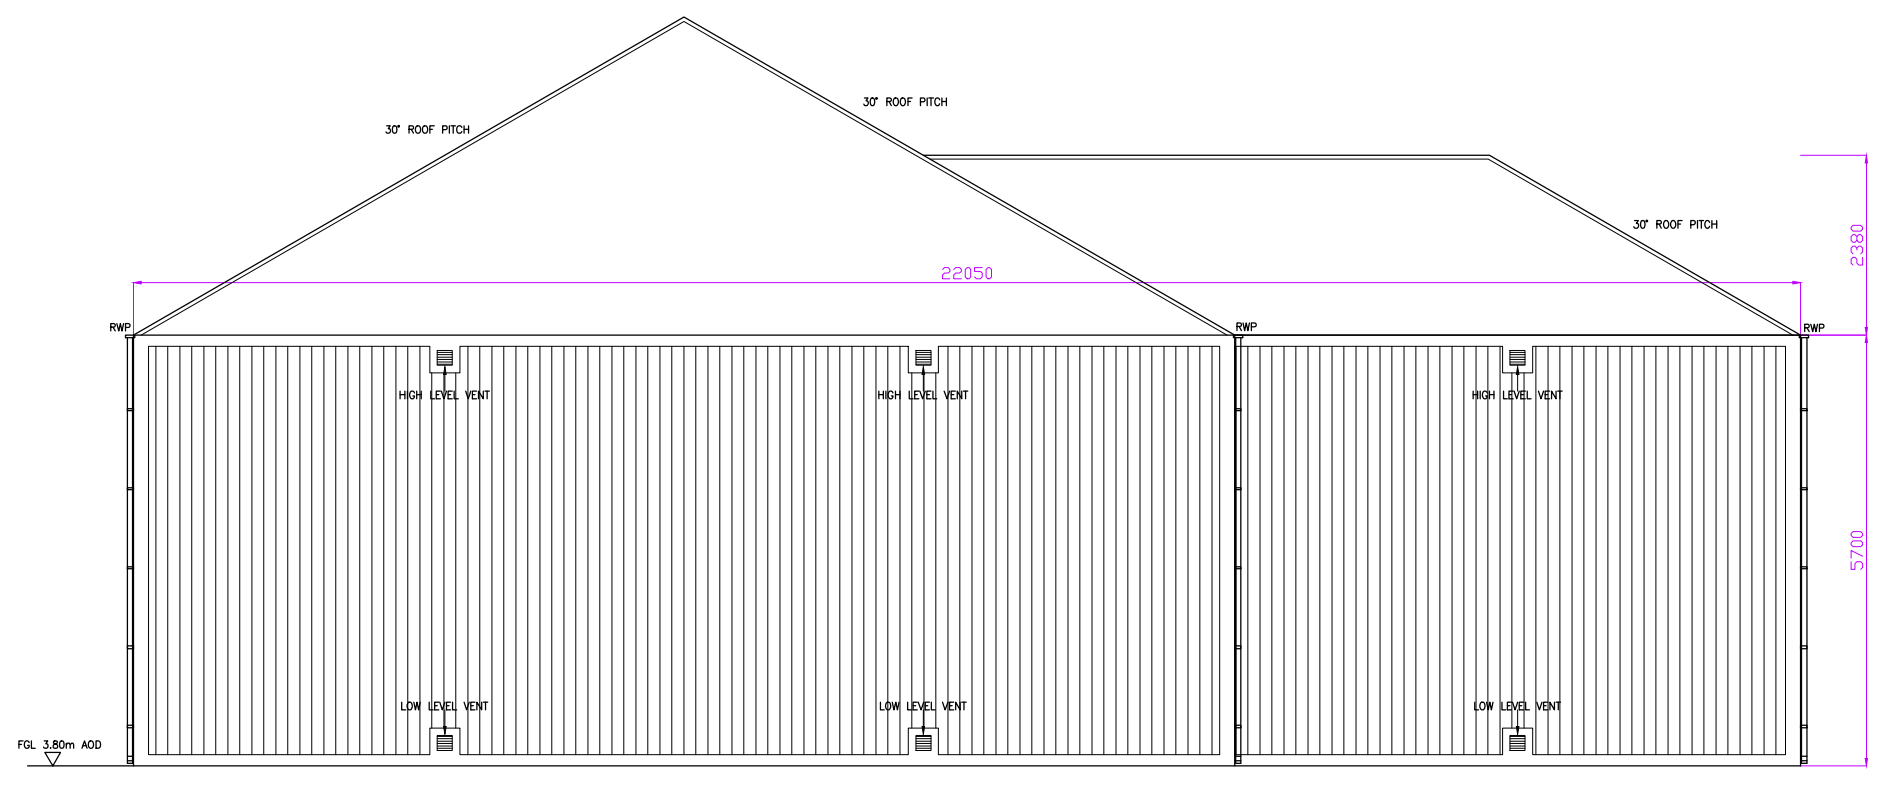 30° ROOF PITCH
30° ROOF PITCH
30° ROOF PITCH
2380
22050
RWP
RWP
RWP
HIGH LEVEL VENT
HIGH LEVEL VENT
HIGH LEVEL VENT
5700
LOW LEVEL VENT
LOW LEVEL VENT
LOW LEVEL VENT
FGL 3.80m AOD